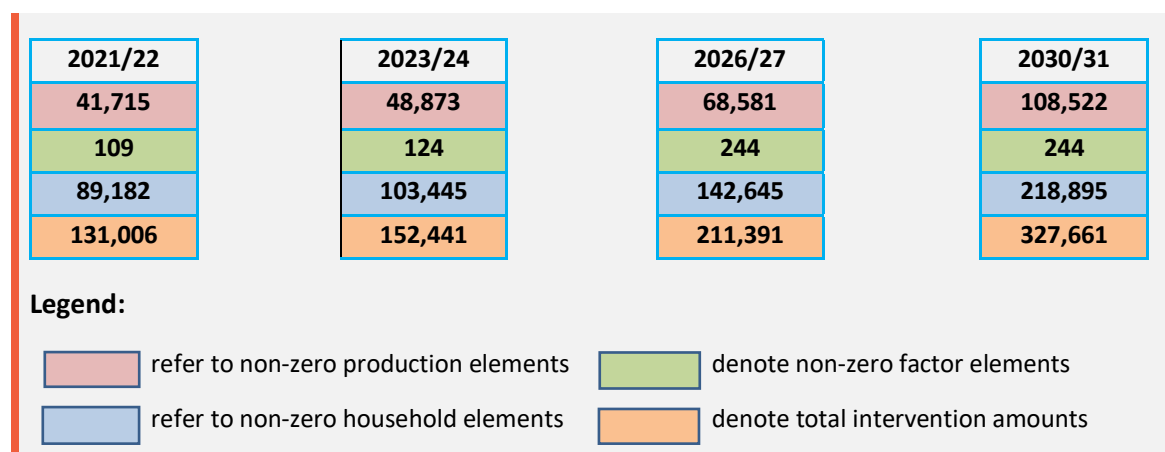 2021/22 2023/24 2026/27 2030/31
41,715 48,873 68,581 108,522
109 124 244 244
89,182 103,445 142,645 218,895
131,006 152,441 211,391 327,661
Legend:
refer to non-zero production elements denote non-zero factor elements
refer to non-zero household elements denote total intervention amounts